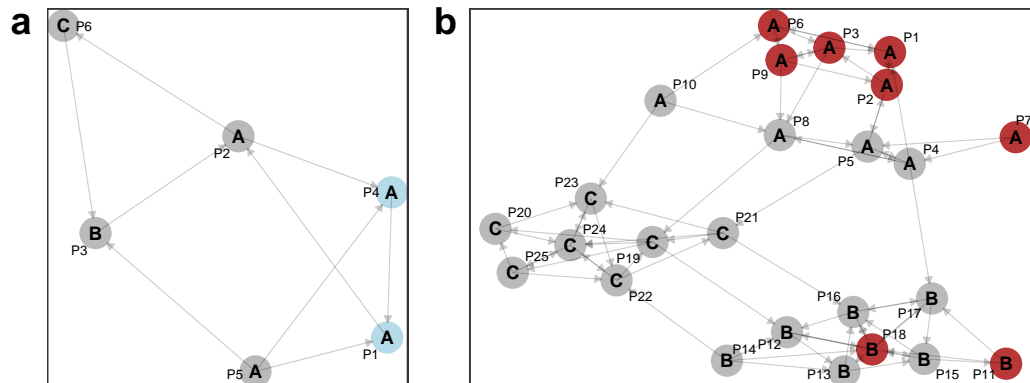 a
C P6
A
P2
P4 A
B
P3
A
P1
P5 A
b
A P6
A P3
A P1
P9 A
A
P2
P10
A
P8
A
P7
A
A
P5
P4
A
P23
C
P20
C
P24
C
P21
C
C
P19
P25
C
C
P22
P16
B
B
P17
P12
B
P18
B
P14
B
P13
B
P15
B
P11
B